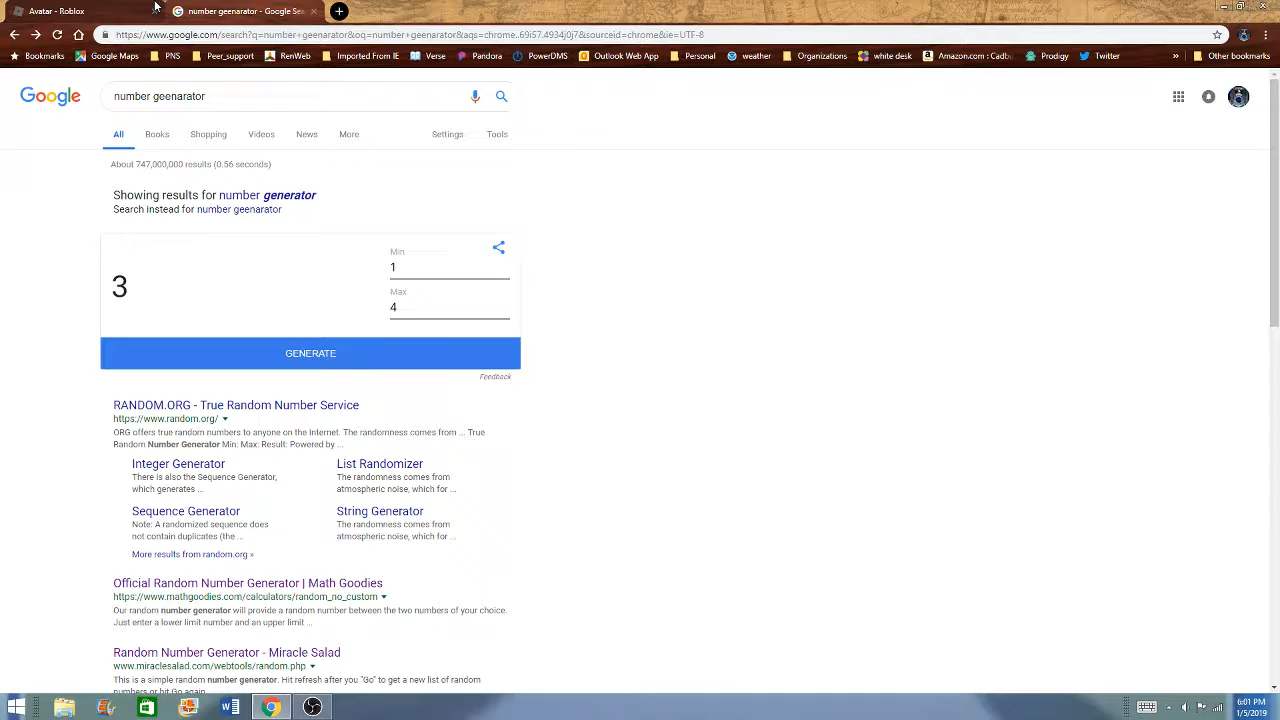 Avatar - Roblox
number geenarator - Google Sea
https://www.google.com/search?q=number+geenarator&oq=number+geenarator&aqs=chrome..69i57.4934j0j7&sourceid=chrome&ie=UTF-8
Bookmarks Google Maps PNS Peer_support RenWeb Imported From IE Verse Pandora PowerDMS Outlook Web App Personal weather Organizations white desk Amazon.com : Cadbu Prodigy Twitter » Other bookmarks
Google
number geenarator
All Books Shopping Videos News More Settings Tools
About 747,000,000 results (0.56 seconds)
Showing results for number generator
Search instead for number geenarator
Min
1
3
Max
4
GENERATE
Feedback
RANDOM.ORG - True Random Number Service
https://www.random.org/
ORG offers true random numbers to anyone on the Internet. The randomness comes from ... True
Random Number Generator Min: Max: Result: Powered by ...
Integer Generator
There is also the Sequence Generator,
which generates ...
List Randomizer
The randomness comes from
atmospheric noise, which for ...
Sequence Generator
Note: A randomized sequence does
not contain duplicates (the ...
String Generator
The randomness comes from
atmospheric noise, which for ...
More results from random.org »
Official Random Number Generator | Math Goodies
https://www.mathgoodies.com/calculators/random_no_custom
Our random number generator will provide a random number between the two numbers of your choice.
Just enter a lower limit number and an upper limit ...
Random Number Generator - Miracle Salad
www.miraclesalad.com/webtools/random.php
This is a simple random number generator. Hit refresh after you "Go" to get a new list of random
numbers or hit Go again.
6:01 PM
1/5/2019